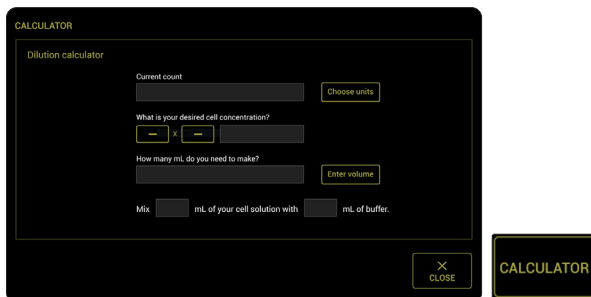 CALCULATOR
Dilution calculator
Current count
Choose units
What is your desired cell concentration?
– x –
How many mL do you need to make?
Enter volume
Mix mL of your cell solution with mL of buffer.
CLOSE
CALCULATOR